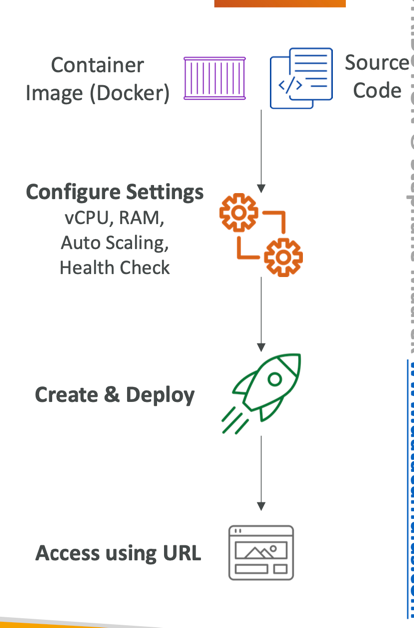 Container
Image (Docker)
</>
Source
Code
Configure Settings
vCPU, RAM,
Auto Scaling,
Health Check
Create & Deploy
Access using URL